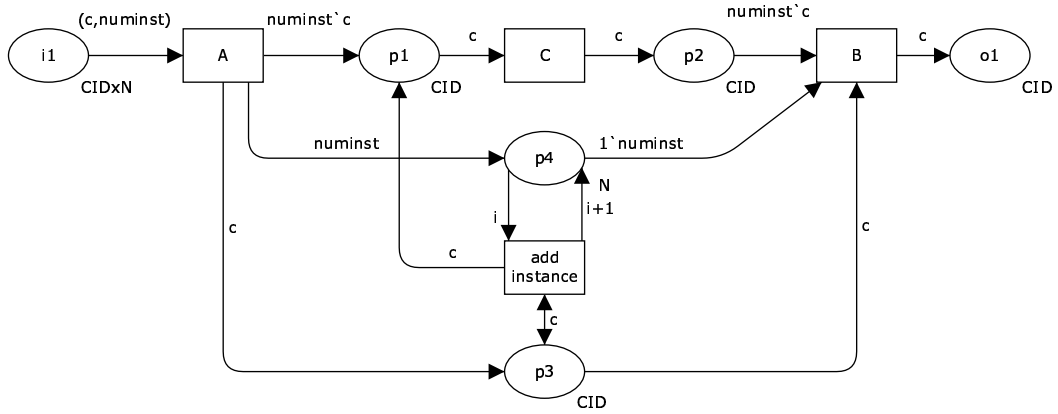 (c,numinst)
numinst`c
numinst`c
c
c
c
i1
A
p1
C
p2
B
o1
CIDxN
CID
CID
CID
numinst
p4
1`numinst
N
i
i+1
c
c
c
add
instance
c
p3
CID